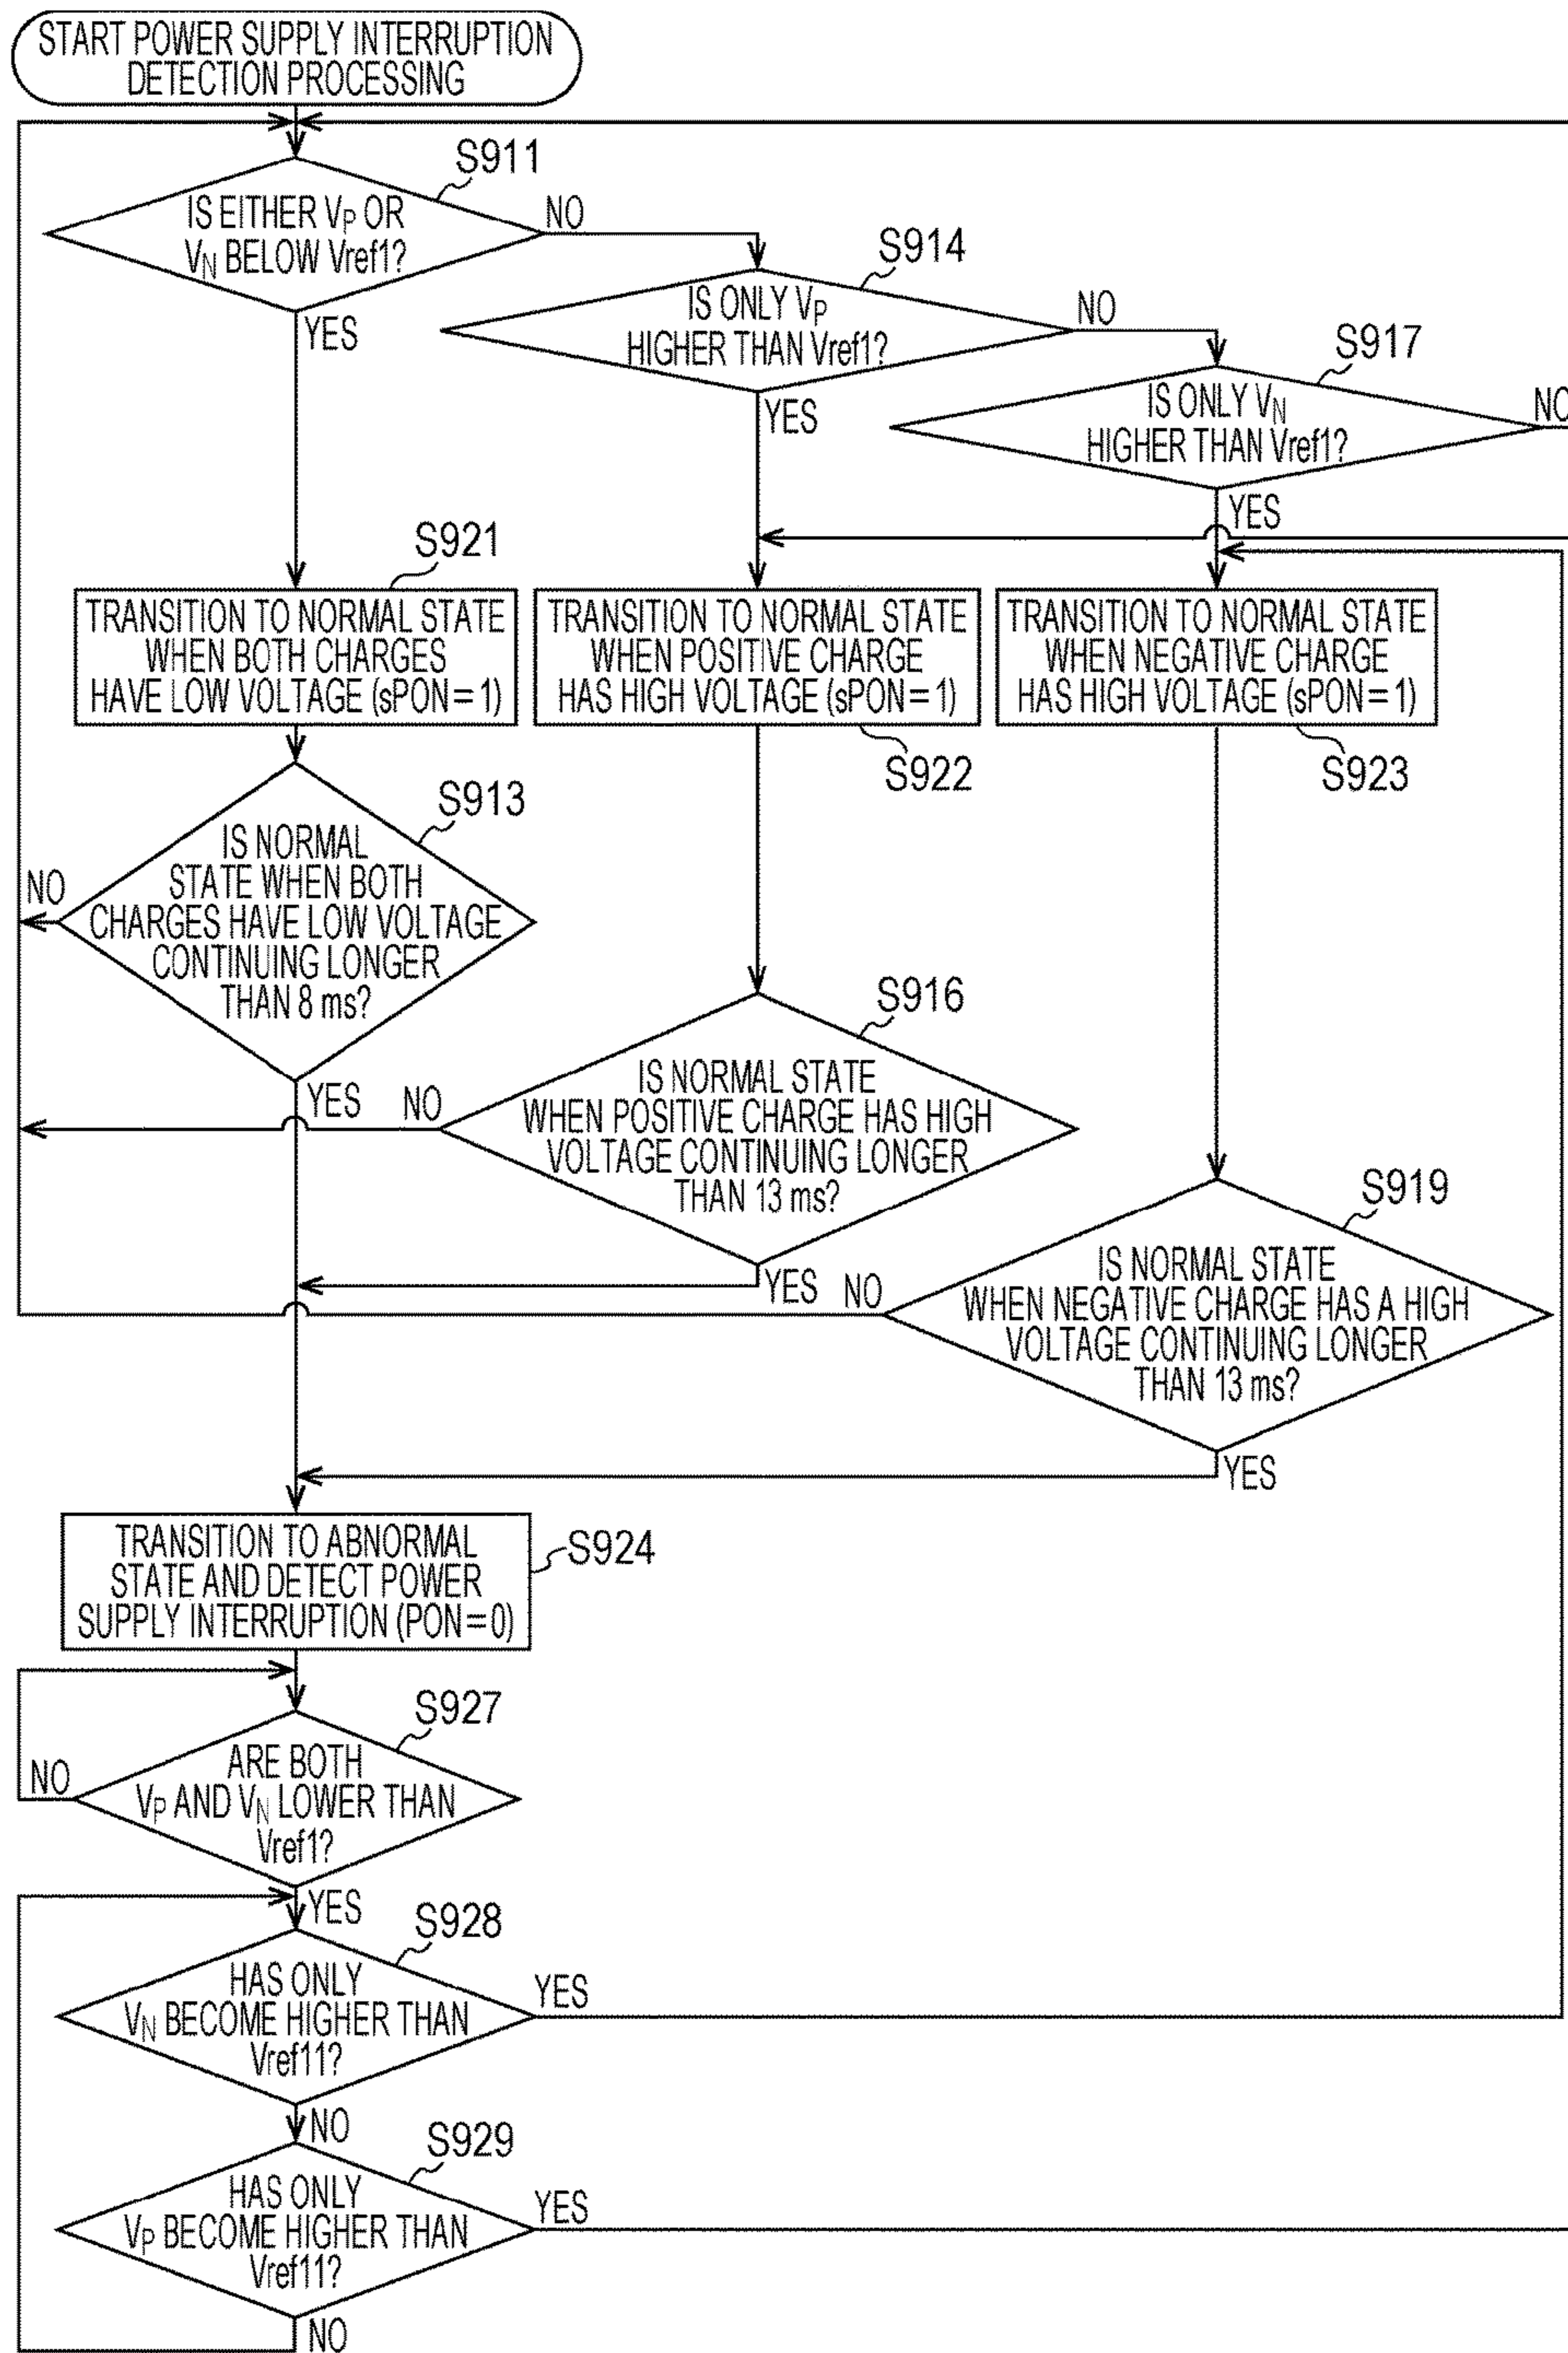 START POWER SUPPLY INTERRUPTION
DETECTION PROCESSING
S911
IS EITHER VP OR
VN BELOW Vref1?
NO
YES
S914
IS ONLY VP
HIGHER THAN Vref1?
NO
YES
S917
IS ONLY VN
HIGHER THAN Vref1?
NO
YES
S921
TRANSITION TO NORMAL STATE
WHEN BOTH CHARGES
HAVE LOW VOLTAGE (sPON=1)
TRANSITION TO NORMAL STATE
WHEN POSITIVE CHARGE
HAS HIGH VOLTAGE (sPON=1)
S922
TRANSITION TO NORMAL STATE
WHEN NEGATIVE CHARGE
HAS HIGH VOLTAGE (sPON=1)
S923
S913
IS NORMAL
STATE WHEN BOTH
CHARGES HAVE LOW VOLTAGE
CONTINUING LONGER
THAN 8 ms?
NO
YES
S916
IS NORMAL STATE
WHEN POSITIVE CHARGE HAS HIGH
VOLTAGE CONTINUING LONGER
THAN 13 ms?
NO
YES
S919
IS NORMAL STATE
WHEN NEGATIVE CHARGE HAS A HIGH
VOLTAGE CONTINUING LONGER
THAN 13 ms?
NO
YES
TRANSITION TO ABNORMAL
STATE AND DETECT POWER
SUPPLY INTERRUPTION (PON=0)
S924
S927
ARE BOTH
VP AND VN LOWER THAN
Vref1?
NO
YES
S928
HAS ONLY
VN BECOME HIGHER THAN
Vref11?
YES
NO
S929
HAS ONLY
VP BECOME HIGHER THAN
Vref11?
YES
NO